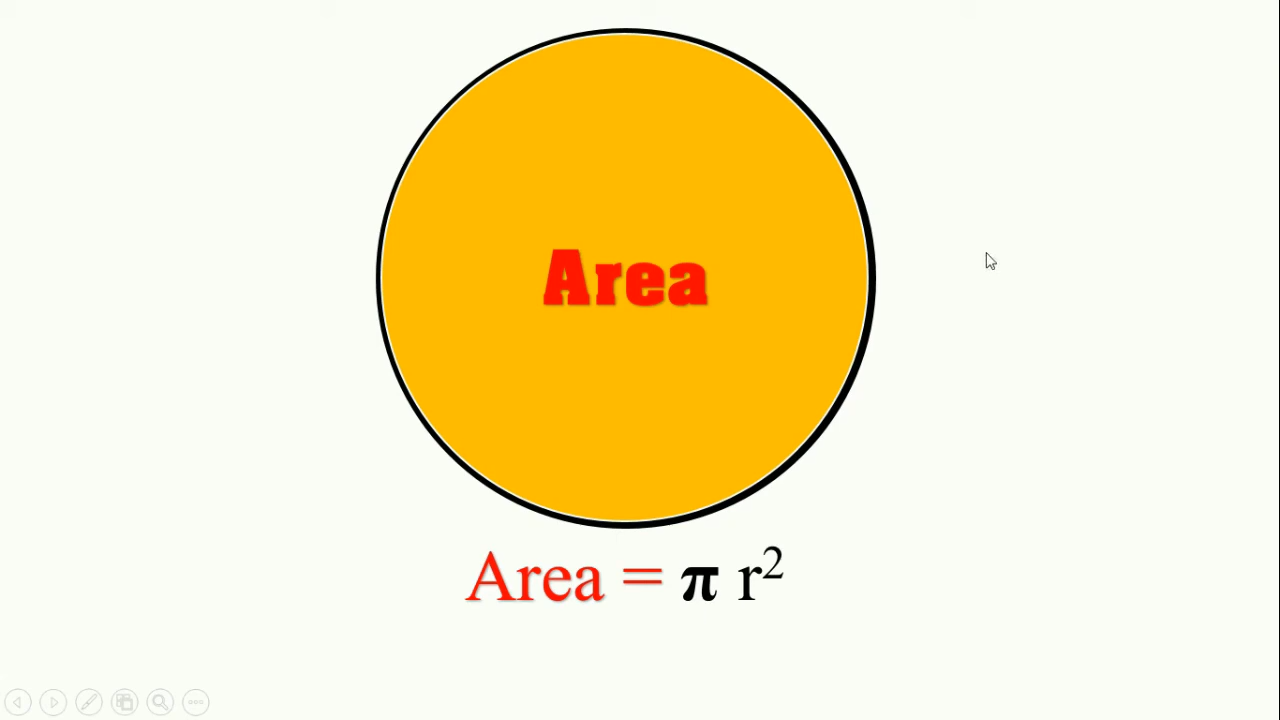 Area
Area = π r²